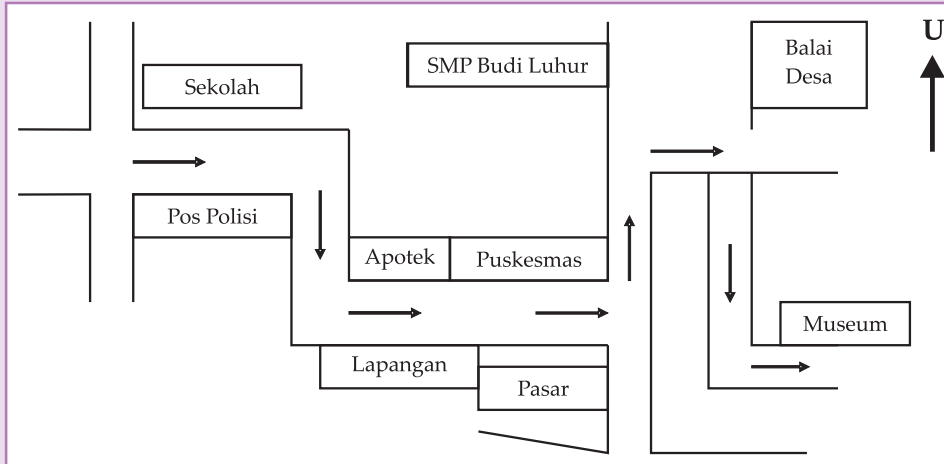 U
Balai
Desa
SMP Budi Luhur
Sekolah
Pos Polisi
Apotek
Puskesmas
Museum
Lapangan
Pasar